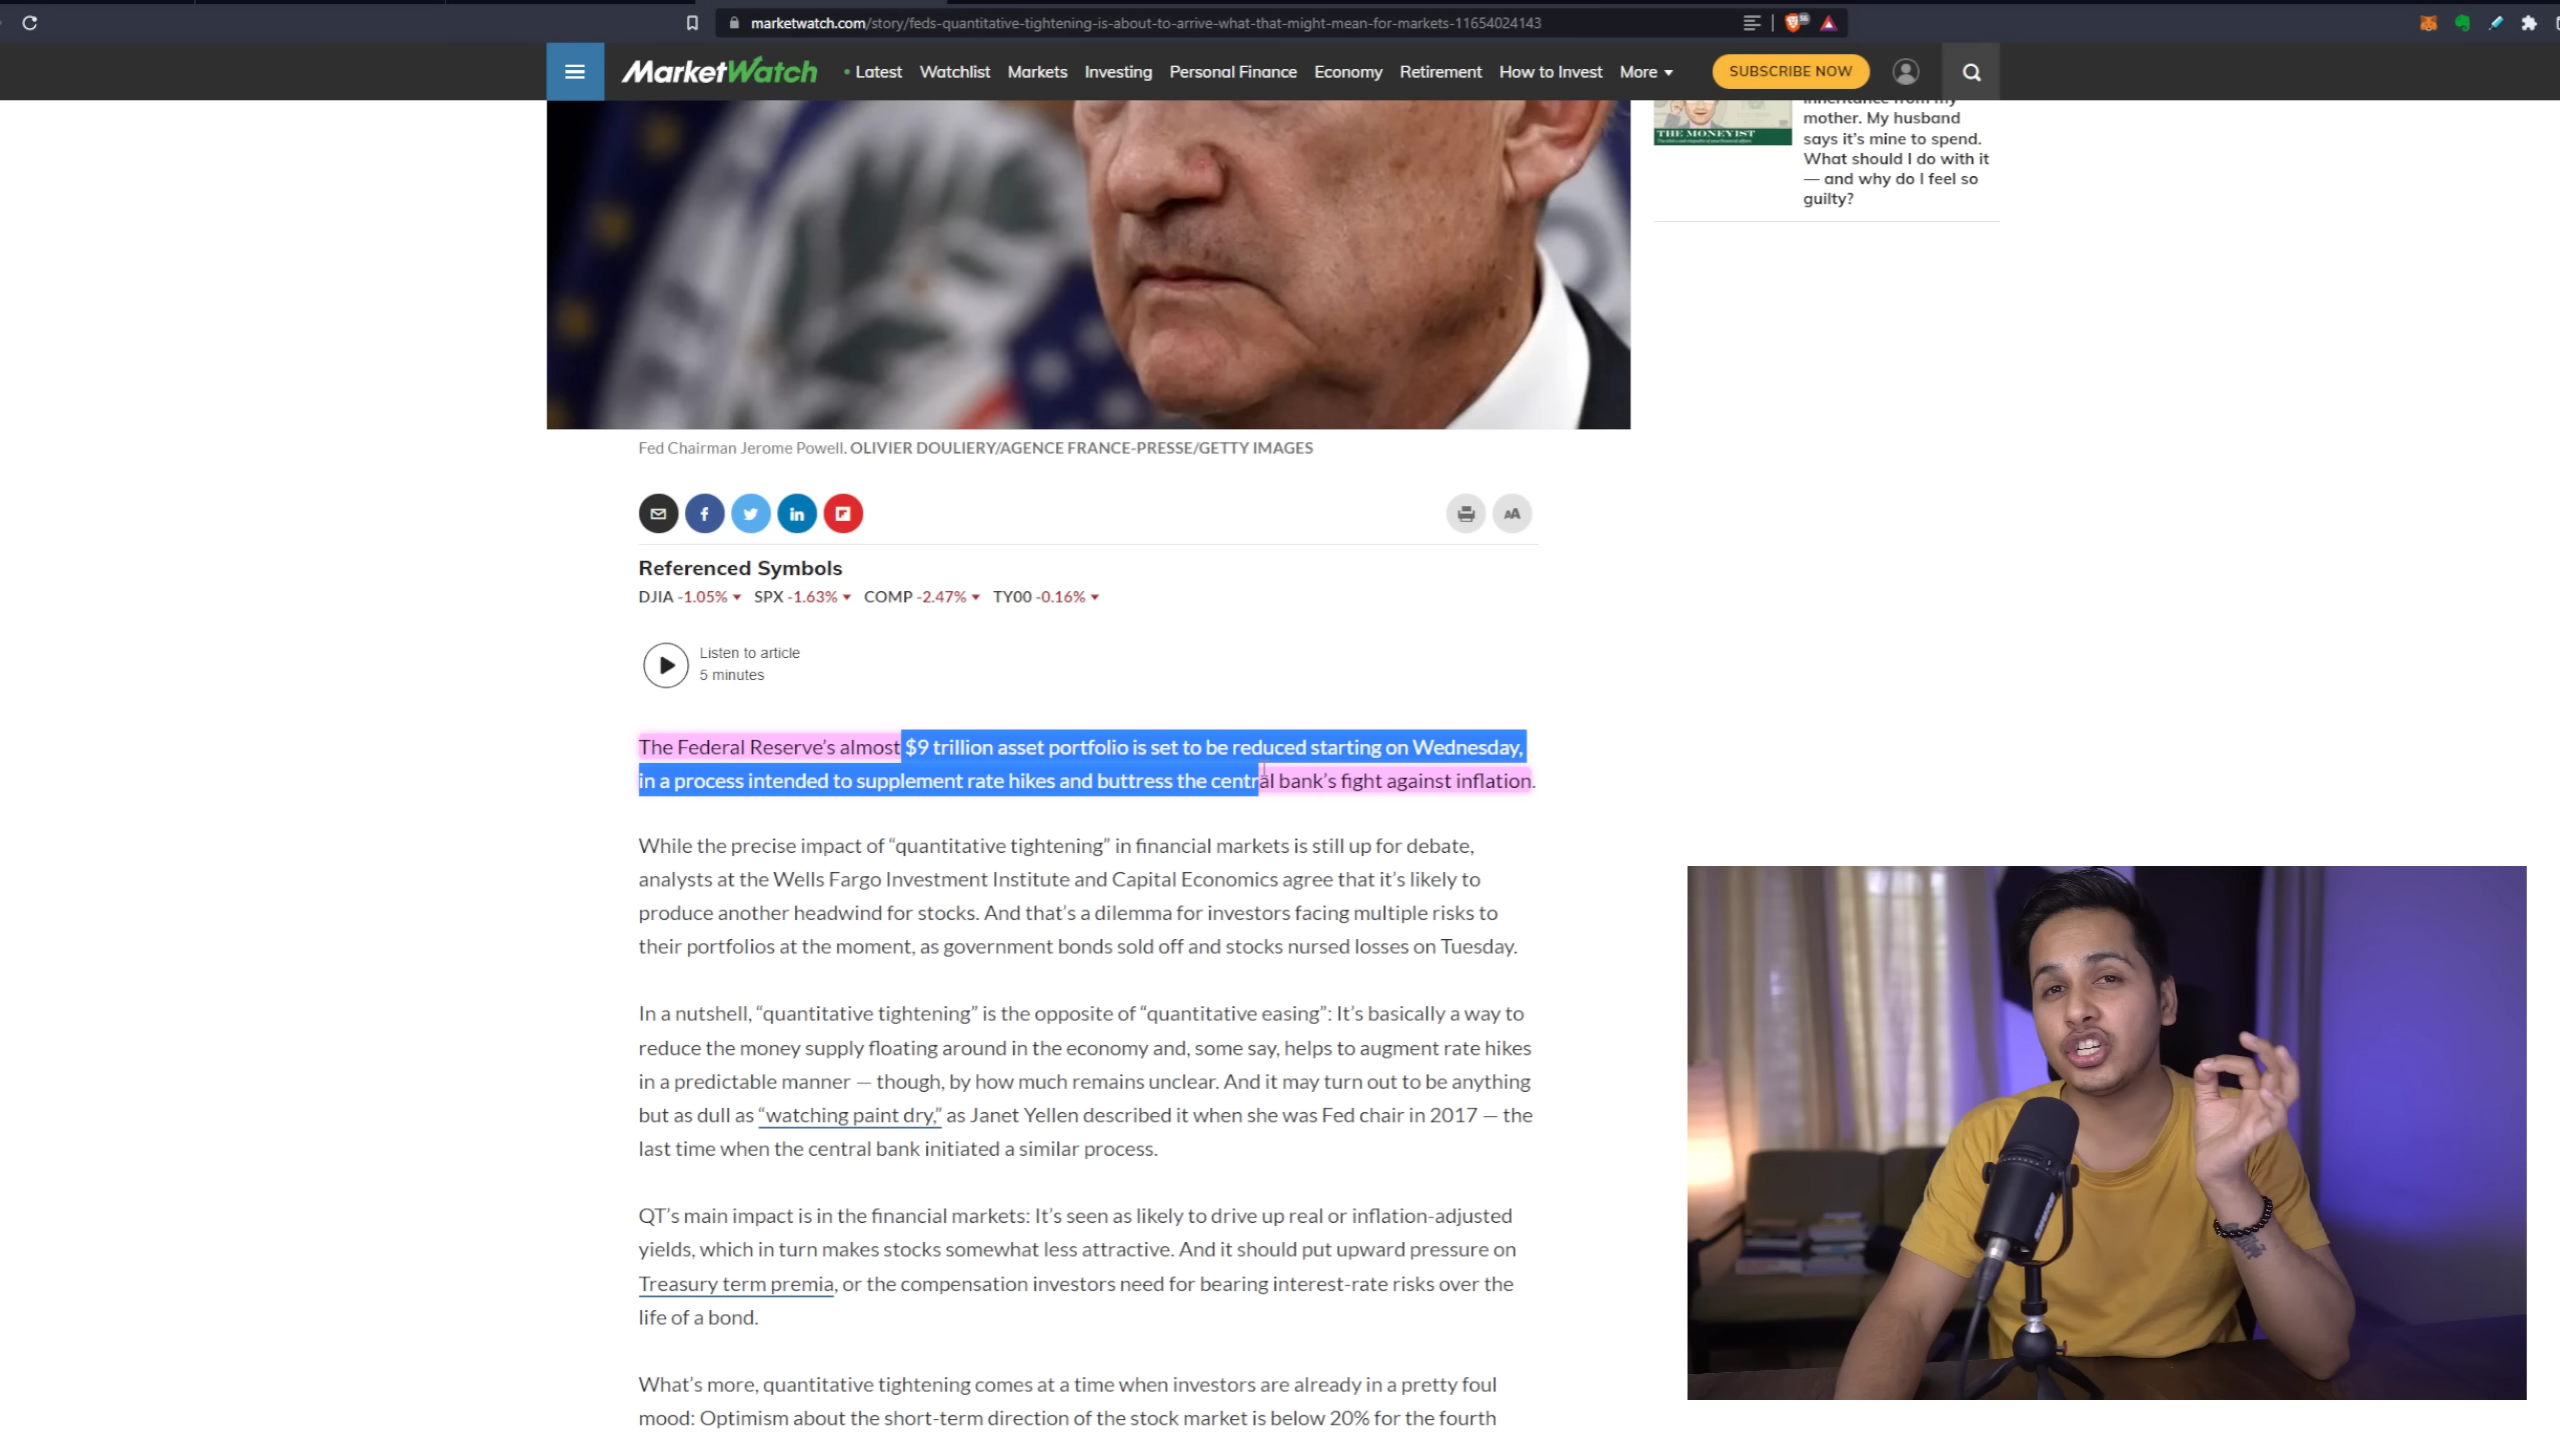 marketwatch.com/story/feds-quantitative-tightening-is-about-to-arrive-what-that-might-mean-for-markets-11654024143
MarketWatch
• Latest Watchlist Markets Investing Personal Finance Economy Retirement How to Invest More
SUBSCRIBE NOW
inheritance from my
mother. My husband
says it's mine to spend.
What should I do with it
— and why do I feel so
guilty?
THE MONEYIST
Fed Chairman Jerome Powell. OLIVIER DOULIERY/AGENCE FRANCE-PRESSE/GETTY IMAGES
AA
Referenced Symbols
DJIA -1.05% SPX -1.63% COMP -2.47% TY00 -0.16%
Listen to article
5 minutes
The Federal Reserve’s almost $9 trillion asset portfolio is set to be reduced starting on Wednesday,
in a process intended to supplement rate hikes and buttress the central bank’s fight against inflation.
While the precise impact of “quantitative tightening” in financial markets is still up for debate,
analysts at the Wells Fargo Investment Institute and Capital Economics agree that it’s likely to
produce another headwind for stocks. And that’s a dilemma for investors facing multiple risks to
their portfolios at the moment, as government bonds sold off and stocks nursed losses on Tuesday.
In a nutshell, “quantitative tightening” is the opposite of “quantitative easing”: It’s basically a way to
reduce the money supply floating around in the economy and, some say, helps to augment rate hikes
in a predictable manner — though, by how much remains unclear. And it may turn out to be anything
but as dull as “watching paint dry,” as Janet Yellen described it when she was Fed chair in 2017 — the
last time when the central bank initiated a similar process.
QT’s main impact is in the financial markets: It’s seen as likely to drive up real or inflation-adjusted
yields, which in turn makes stocks somewhat less attractive. And it should put upward pressure on
Treasury term premia, or the compensation investors need for bearing interest-rate risks over the
life of a bond.
What’s more, quantitative tightening comes at a time when investors are already in a pretty foul
mood: Optimism about the short-term direction of the stock market is below 20% for the fourth